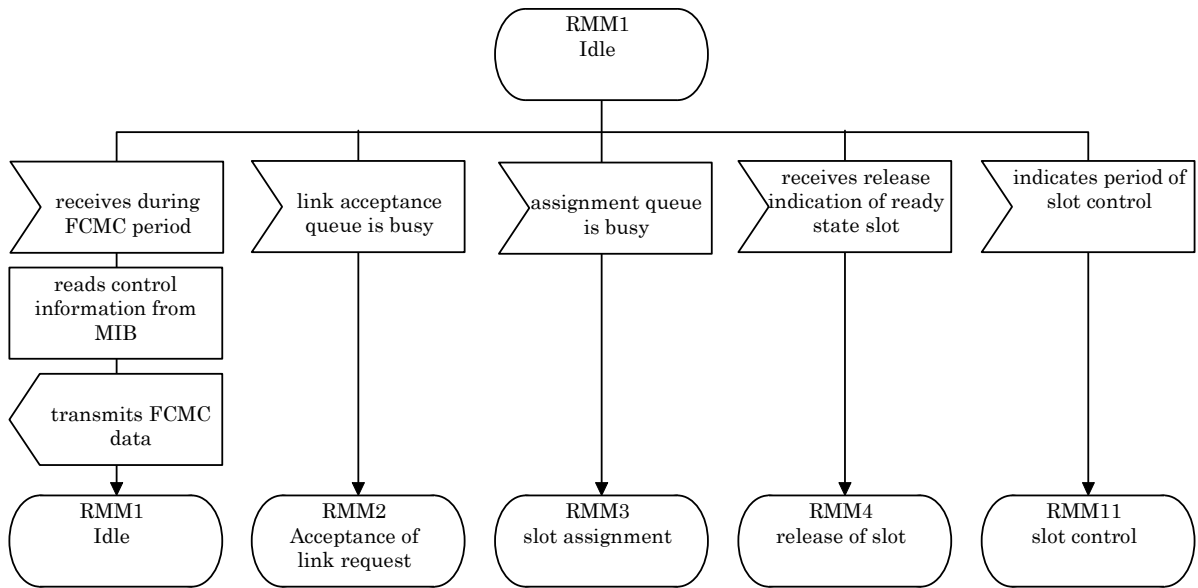 RMM1
Idle
receives during
FCMC period
link acceptance
queue is busy
assignment queue
is busy
receives release
indication of ready
state slot
indicates period of
slot control
reads control
information from
MIB
transmits FCMC
data
RMM1
Idle
RMM2
Acceptance of
link request
RMM3
slot assignment
RMM4
release of slot
RMM11
slot control